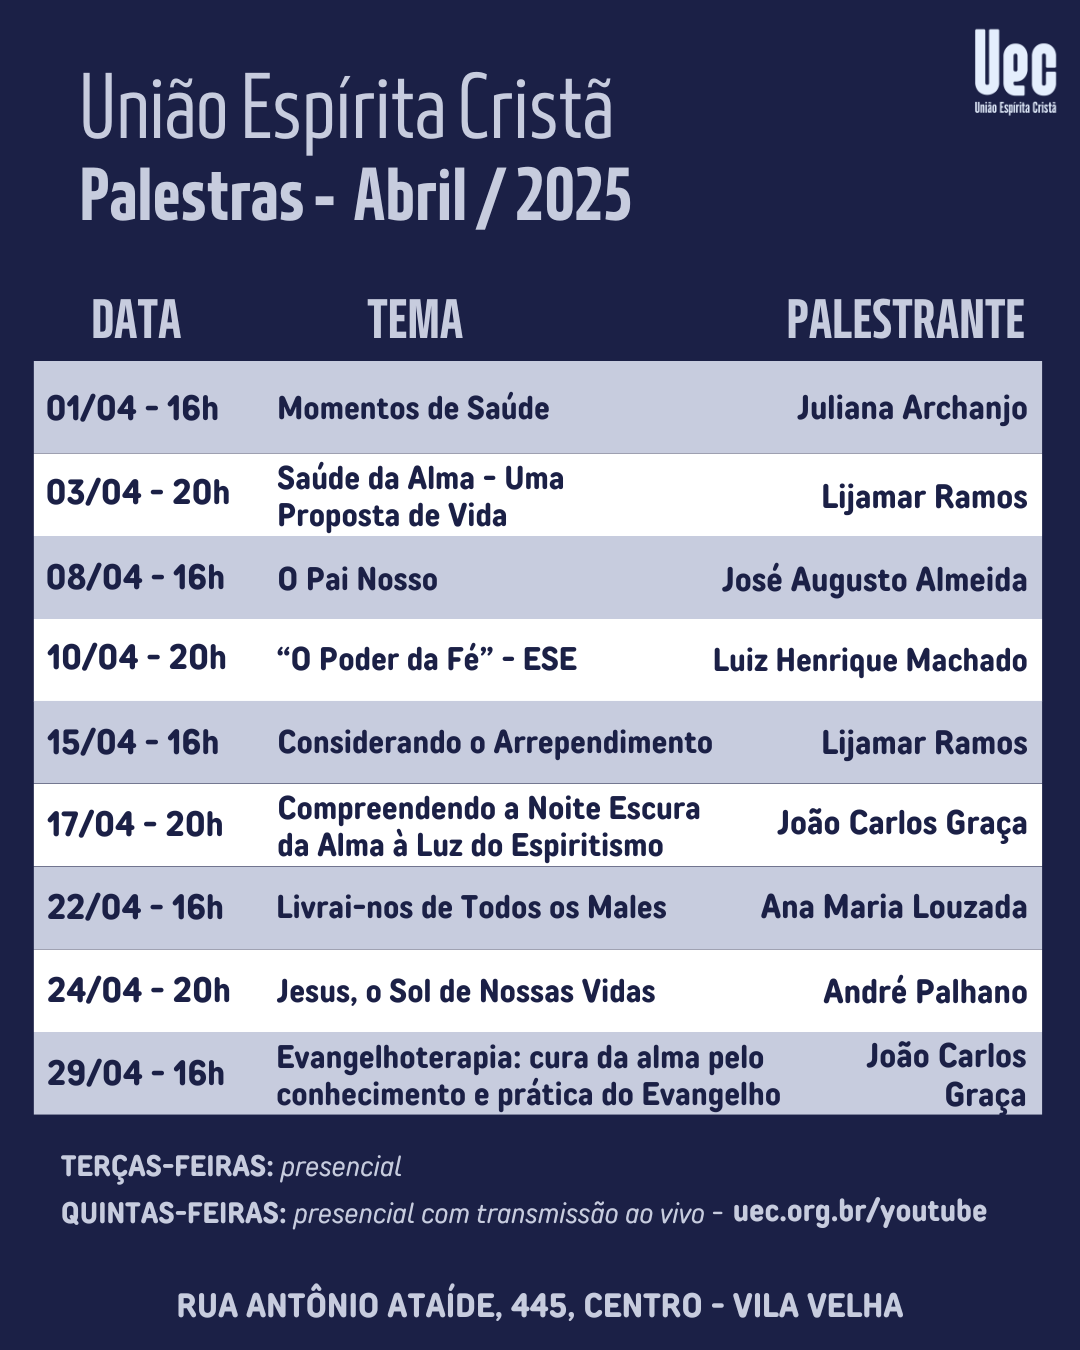 Uec
União Espírita Cristã
União Espírita Cristã
Palestras - Abril / 2025
DATA TEMA PALESTRANTE
01/04 - 16h Momentos de Saúde Juliana Archanjo
03/04 - 20h Saúde da Alma - Uma
Proposta de Vida Lijamar Ramos
08/04 - 16h O Pai Nosso José Augusto Almeida
10/04 - 20h “O Poder da Fé” - ESE Luiz Henrique Machado
15/04 - 16h Considerando o Arrependimento Lijamar Ramos
17/04 - 20h Compreendendo a Noite Escura
da Alma à Luz do Espiritismo João Carlos Graça
22/04 - 16h Livrai-nos de Todos os Males Ana Maria Louzada
24/04 - 20h Jesus, o Sol de Nossas Vidas André Palhano
29/04 - 16h Evangelhoterapia: cura da alma pelo João Carlos
conhecimento e prática do Evangelho Graça
TERÇAS-FEIRAS: presencial
QUINTAS-FEIRAS: presencial com transmissão ao vivo - uec.org.br/youtube
RUA ANTÔNIO ATAÍDE, 445, CENTRO - VILA VELHA